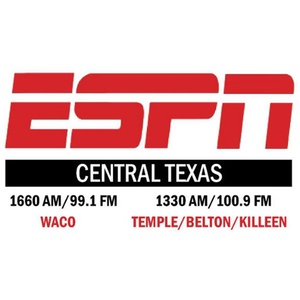 ESPN
CENTRAL TEXAS
1660 AM/99.1 FM 1330 AM/100.9 FM
WACO TEMPLE/BELTON/KILLEEN